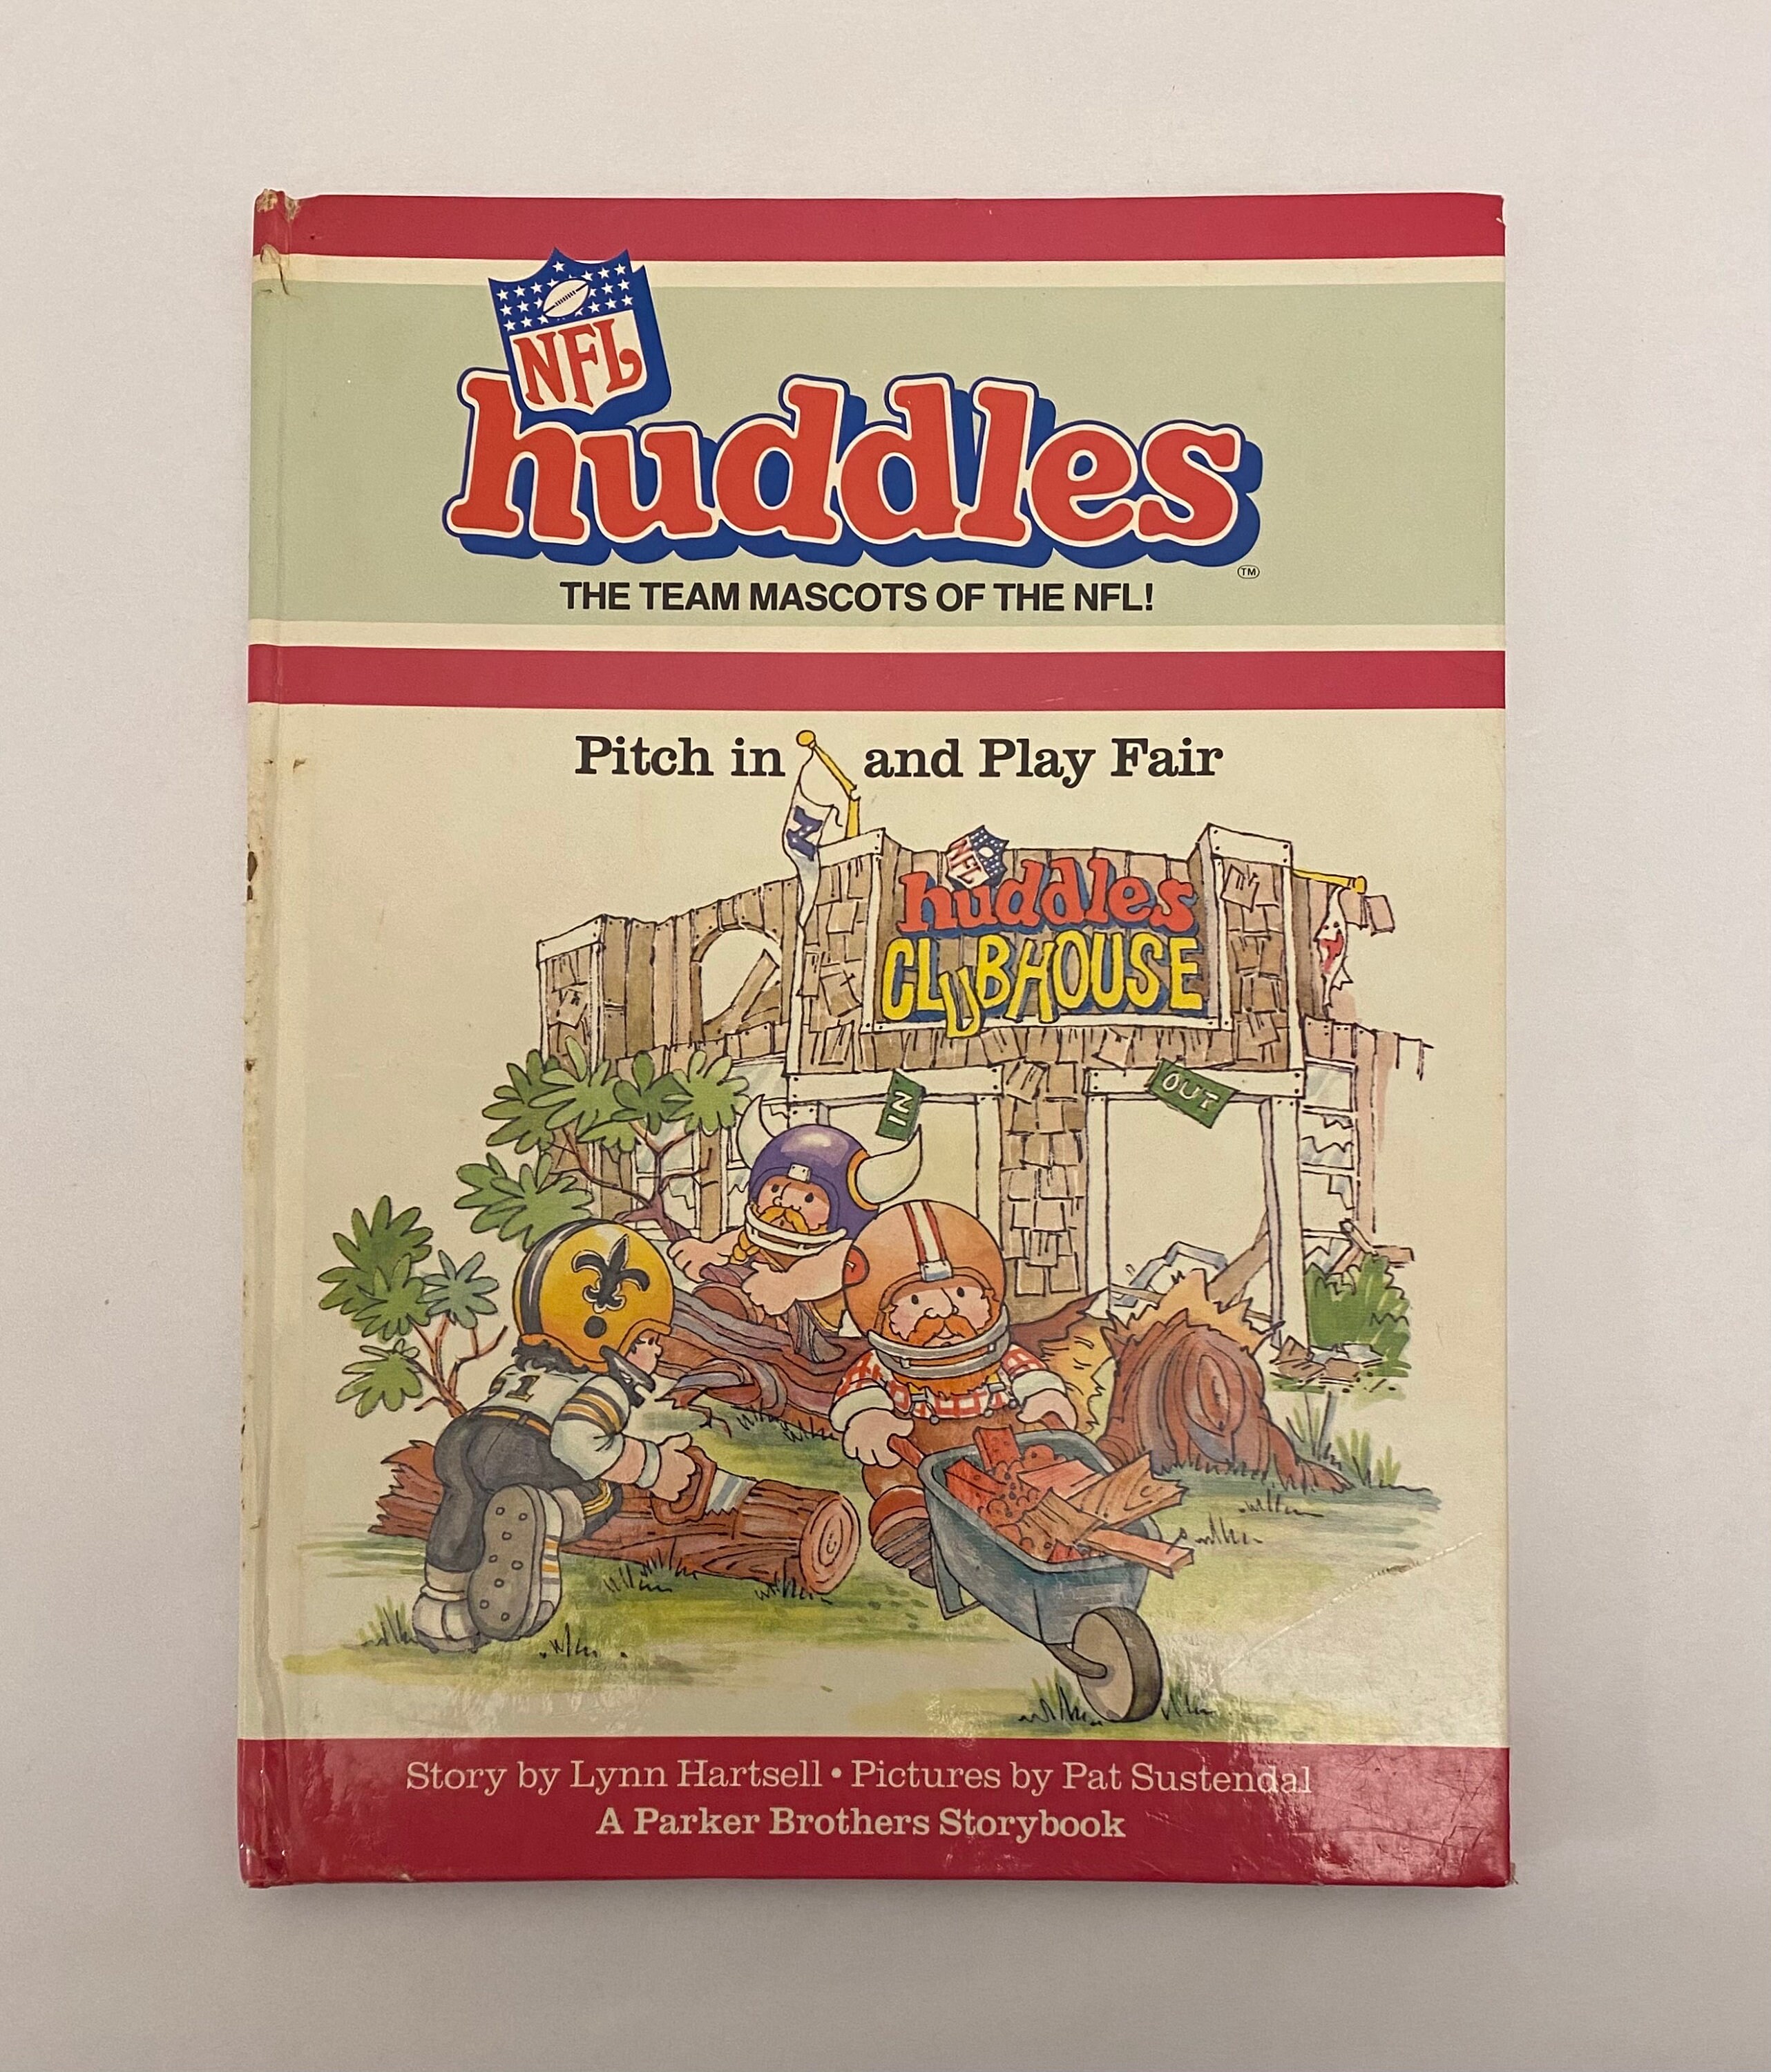 NFL
huddles
TM
THE TEAM MASCOTS OF THE NFL!
Pitch in and Play Fair
N
NFL
huddles
CLUBHOUSE
IN
OUT
Story by Lynn Hartsell • Pictures by Pat Sustendal
A Parker Brothers Storybook